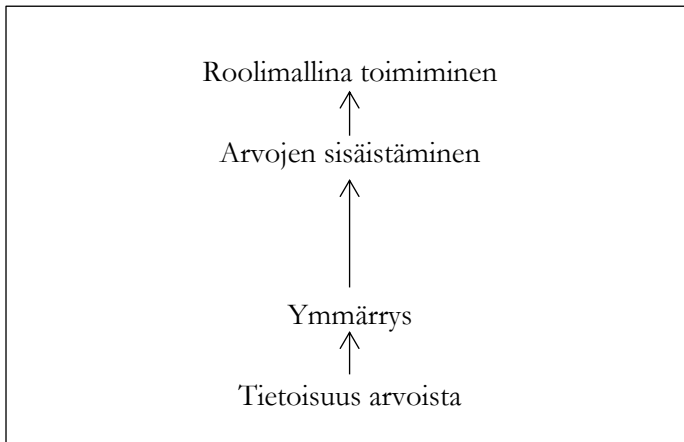 Roolimallina toimiminen
Arvojen sisäistäminen
Ymmärrys
Tietoisuus arvoista